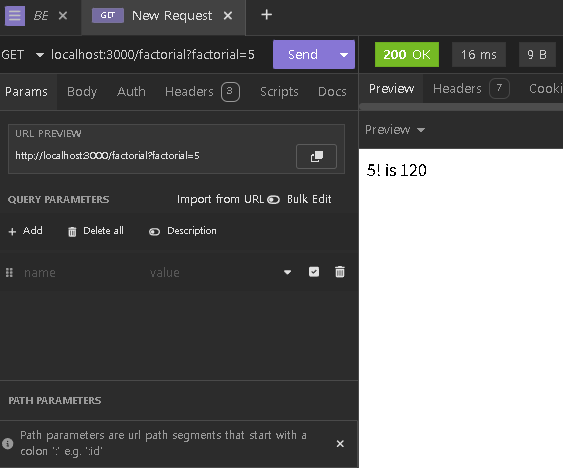 BE
GET New Request
GET localhost:3000/factorial?factorial=5 Send
200 OK 16 ms 9 B
Params Body Auth Headers 3 Scripts Docs
Preview Headers 7 Cooki
URL PREVIEW
http://localhost:3000/factorial?factorial=5
Preview
5! is 120
QUERY PARAMETERS Import from URL Bulk Edit
+ Add Delete all Description
name value
PATH PARAMETERS
Path parameters are url path segments that start with a
colon ':' e.g. ':id'